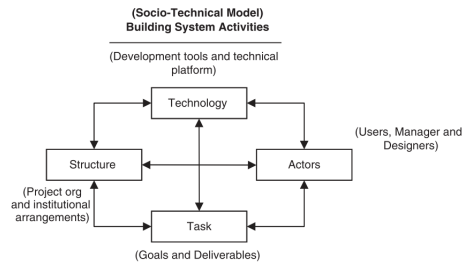 (Socio-Technical Model)
Building System Activities
(Development tools and technical
platform)
Technology
(Users, Manager and
Designers)
Structure
Actors
(Project org
and institutional
arrangements)
Task
(Goals and Deliverables)